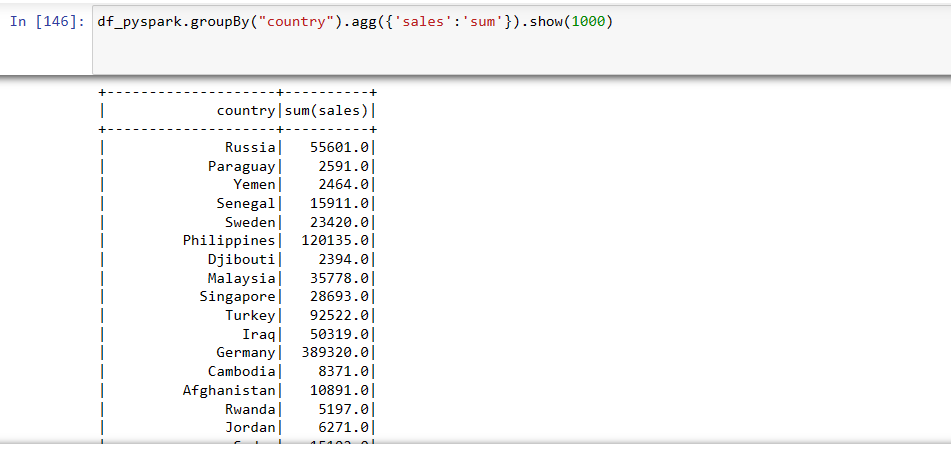 In [146]: df_pyspark.groupBy("country").agg({'sales':'sum'}).show(1000)
+--------------------+----------+
|             country|sum(sales)|
+--------------------+----------+
|              Russia|   55601.0|
|            Paraguay|    2591.0|
|               Yemen|    2464.0|
|             Senegal|   15911.0|
|              Sweden|   23420.0|
|         Philippines|  120135.0|
|            Djibouti|    2394.0|
|            Malaysia|   35778.0|
|           Singapore|   28693.0|
|              Turkey|   92522.0|
|                Iraq|   50319.0|
|             Germany|  389320.0|
|            Cambodia|    8371.0|
|         Afghanistan|   10891.0|
|              Rwanda|    5197.0|
|              Jordan|    6271.0|